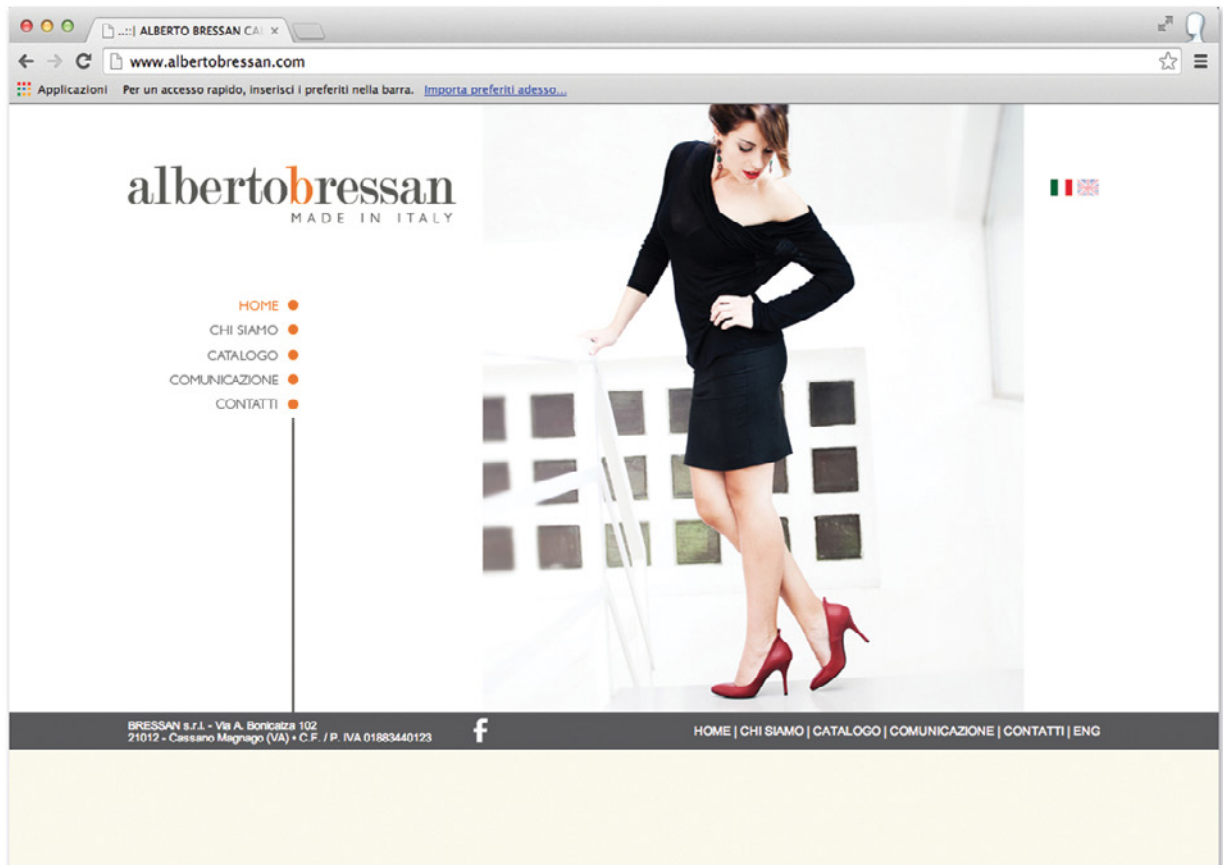 ..::| ALBERTO BRESSAN CAL
www.albertobressan.com
Applicazioni Per un accesso rapido, inserisci i preferiti nella barra. Importa preferiti adesso...
albertobressan
MADE IN ITALY
HOME
CHI SIAMO
CATALOGO
COMUNICAZIONE
CONTATTI
BRESSAN s.r.l. - Via A. Bonicalza 102
21012 - Cassano Magnago (VA) • C.F. / P. IVA 01883440123
f
HOME | CHI SIAMO | CATALOGO | COMUNICAZIONE | CONTATTI | ENG